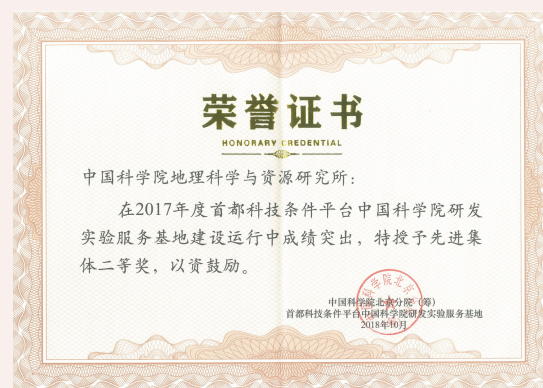 荣誉证书
HONORARY CREDENTIAL
中国科学院地理科学与资源研究所：
在2017年度首都科技条件平台中国科学院研发
实验服务基地建设运行中成绩突出，特授予先进集
体二等奖，以资鼓励。
中国科学院北京分院（筹）
首都科技条件平台中国科学院研发实验服务基地
2018年10月